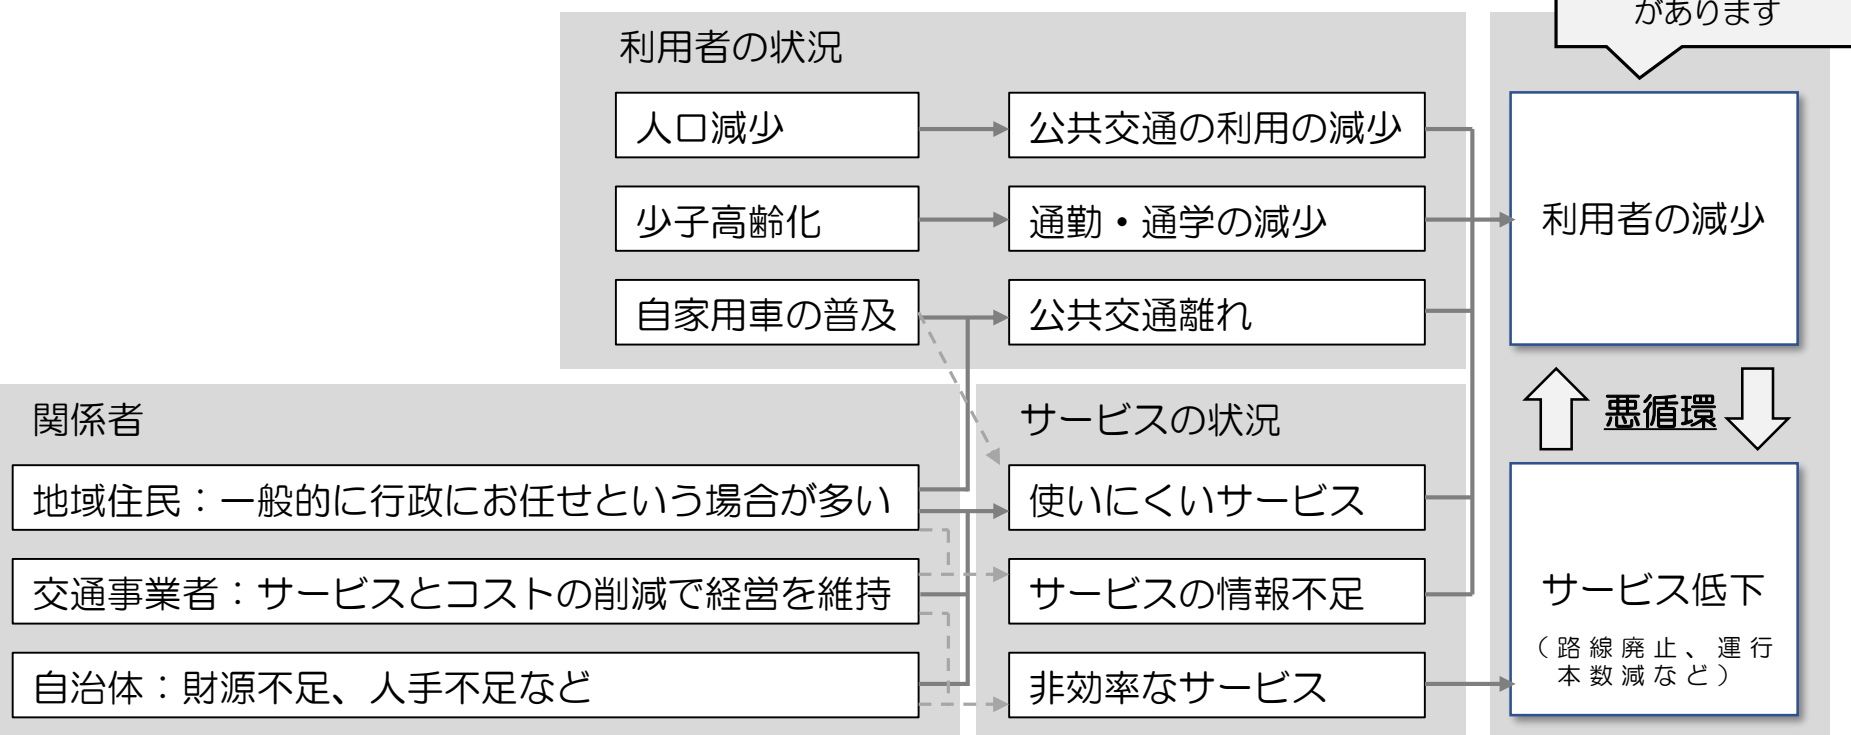 があります
利用者の状況
人口減少
公共交通の利用の減少
少子高齢化
通勤・通学の減少
利用者の減少
自家用車の普及
公共交通離れ
悪循環
関係者
サービスの状況
地域住民：一般的に行政にお任せという場合が多い
使いにくいサービス
交通事業者：サービスとコストの削減で経営を維持
サービスの情報不足
サービス低下
（路線廃止、運行
本数減など）
自治体：財源不足、人手不足など
非効率なサービス